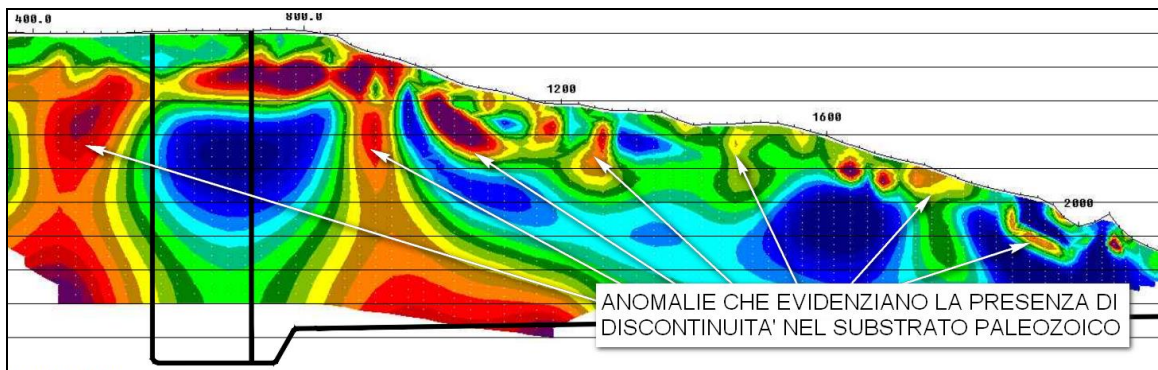 400.0
800.0
1200
1600
2000
ANOMALIE CHE EVIDENZIANO LA PRESENZA DI
DISCONTINUITA' NEL SUBSTRATO PALEOZOICO